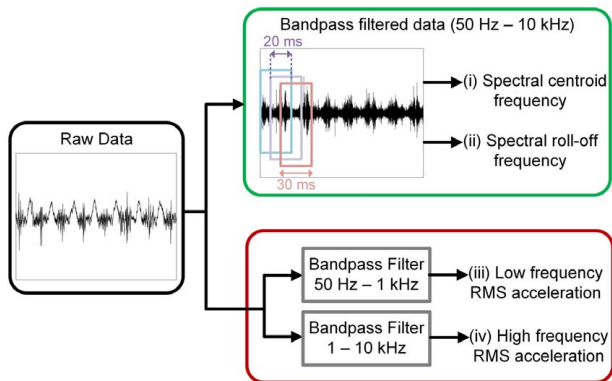 Bandpass filtered data (50 Hz – 10 kHz)
20 ms
30 ms
(i) Spectral centroid
frequency
(ii) Spectral roll-off
frequency
Raw Data
Bandpass Filter
50 Hz – 1 kHz
(iii) Low frequency
RMS acceleration
Bandpass Filter
1 – 10 kHz
(iv) High frequency
RMS acceleration